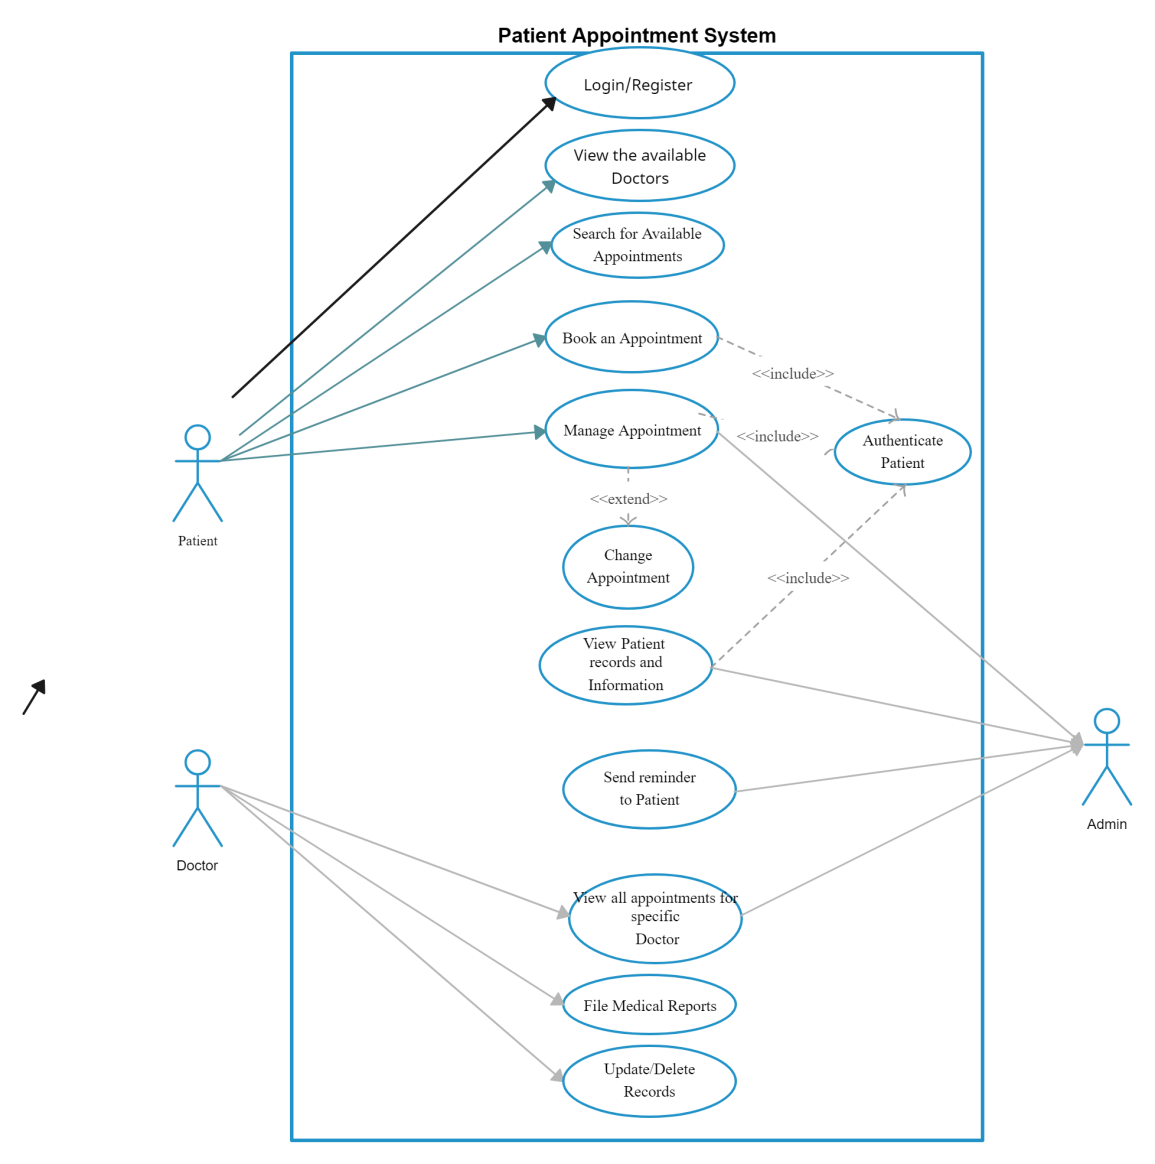 Patient Appointment System
Login/Register
View the available
Doctors
Search for Available
Appointments
Book an Appointment
<<include>>
Manage Appointment
<<include>>
Authenticate
Patient
<<extend>>
Patient
Change
Appointment
<<include>>
View Patient
records and
Information
Send reminder
to Patient
Admin
Doctor
View all appointments for
specific
Doctor
File Medical Reports
Update/Delete
Records